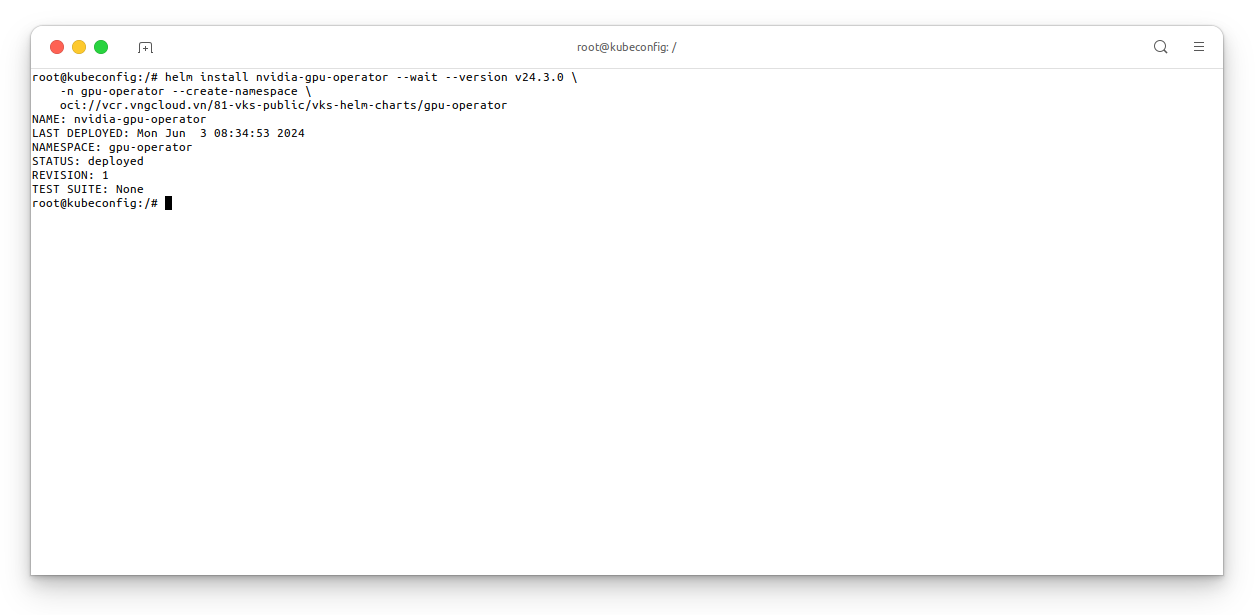 root@kubeconfig: /
root@kubeconfig:/# helm install nvidia-gpu-operator --wait --version v24.3.0 \
    -n gpu-operator --create-namespace \
    oci://vcr.vngcloud.vn/81-vks-public/vks-helm-charts/gpu-operator
NAME: nvidia-gpu-operator
LAST DEPLOYED: Mon Jun  3 08:34:53 2024
NAMESPACE: gpu-operator
STATUS: deployed
REVISION: 1
TEST SUITE: None
root@kubeconfig:/#